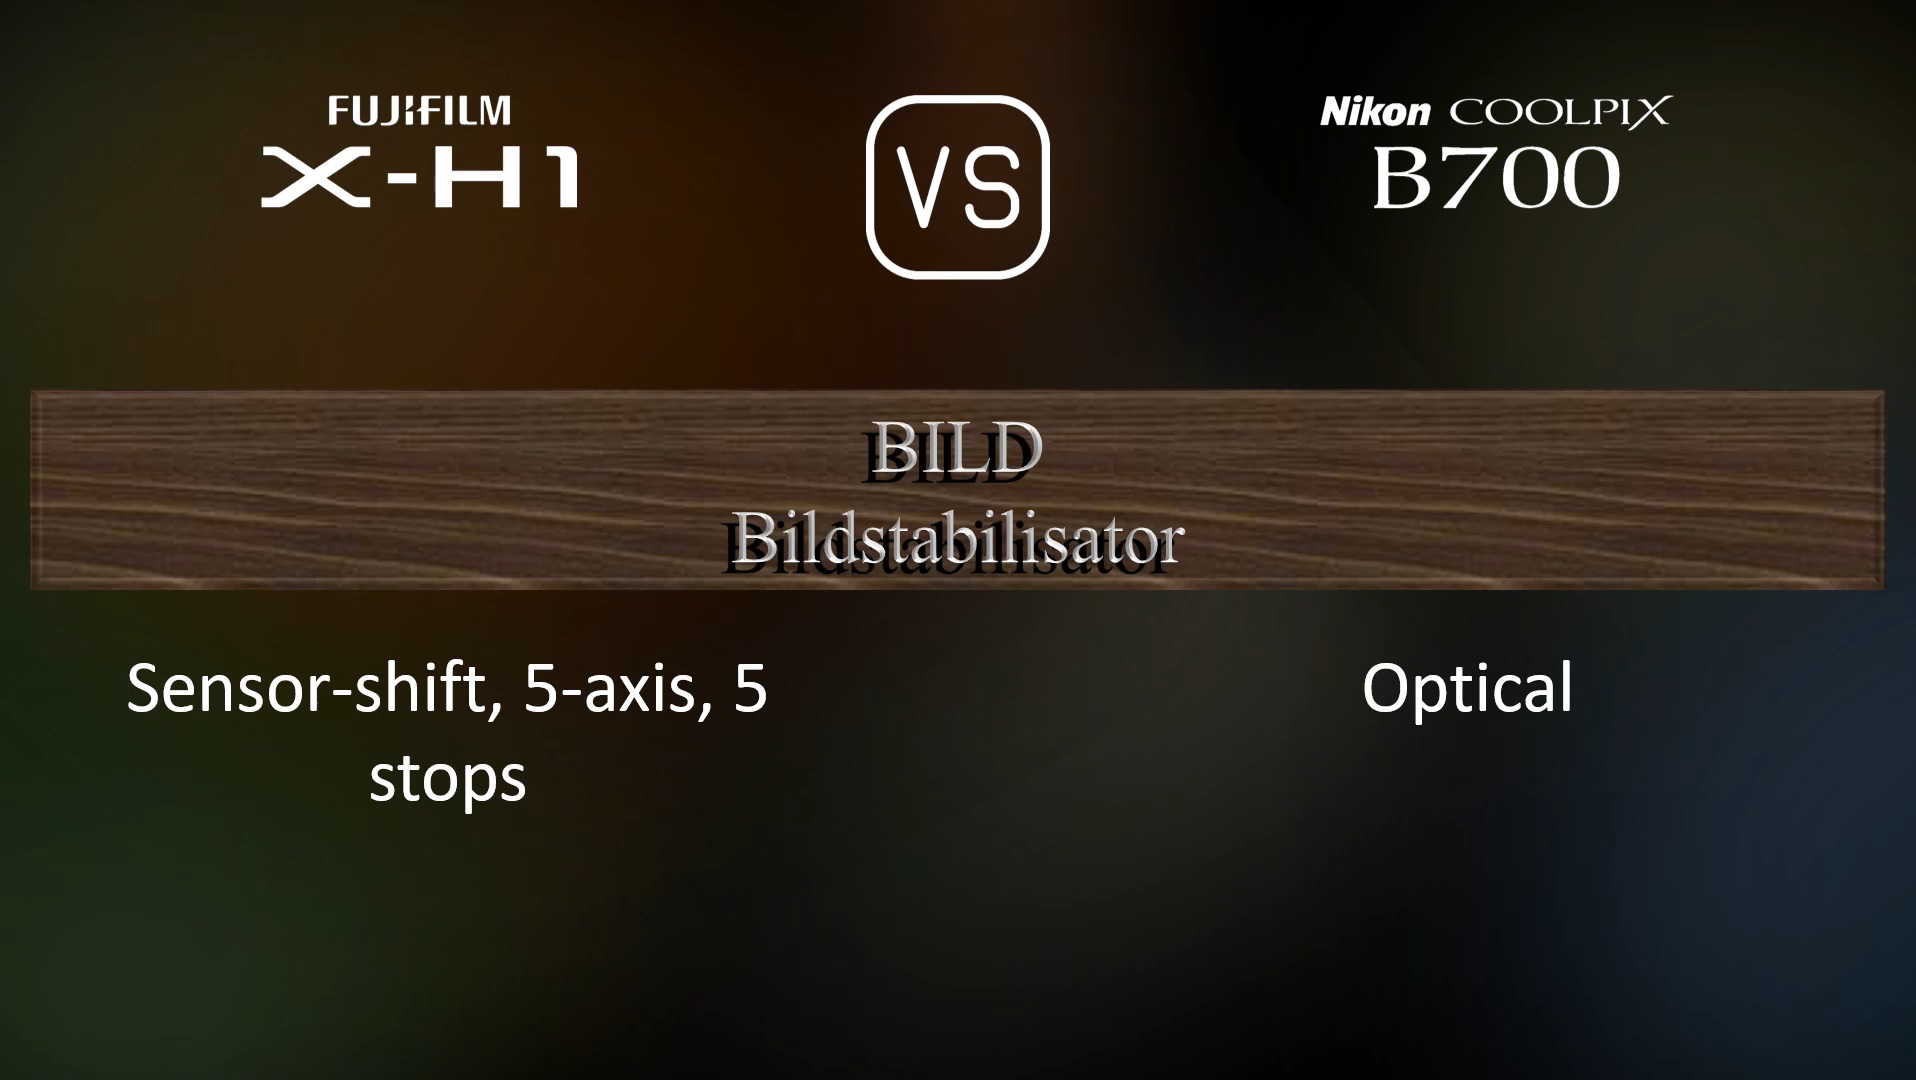 FUJIFILM
X-H1
VS
Nikon COOLPIX
B700
BILD
Bildstabilisator
Sensor-shift, 5-axis, 5
stops
Optical